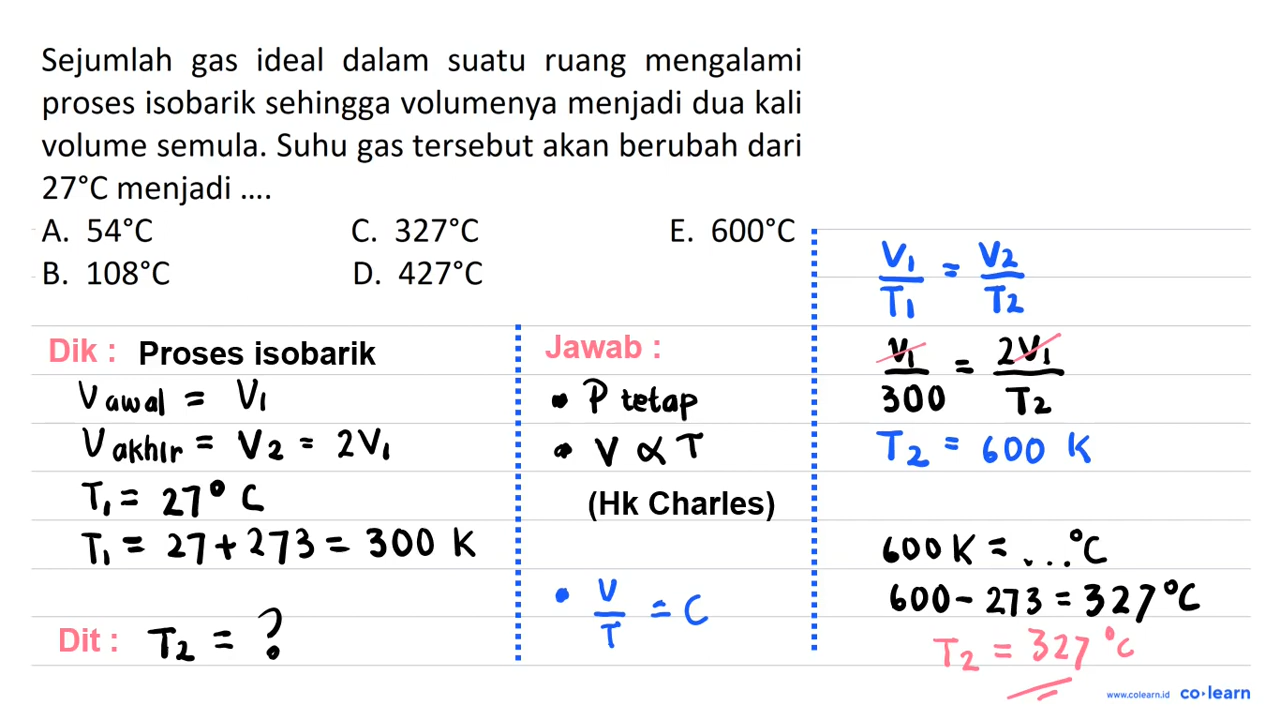 Sejumlah gas ideal dalam suatu ruang mengalami
proses isobarik sehingga volumenya menjadi dua kali
volume semula. Suhu gas tersebut akan berubah dari
27°C menjadi ....
A. 54°C C. 327°C E. 600°C
B. 108°C D. 427°C
Dik : Proses isobarik
V awal = V₁
V akhir = V₂ = 2V₁
T₁ = 27° C
T₁ = 27 + 273 = 300 K
Dit : T₂ = ?
Jawab :
• P tetap
• V ∝ T
(Hk Charles)
• V/T = C
V₁/T₁ = V₂/T₂
V₁/300 = 2V₁/T₂
T₂ = 600 K
600 K = ...°C
600 - 273 = 327°C
T₂ = 327°C
www.colearn.id co▸learn